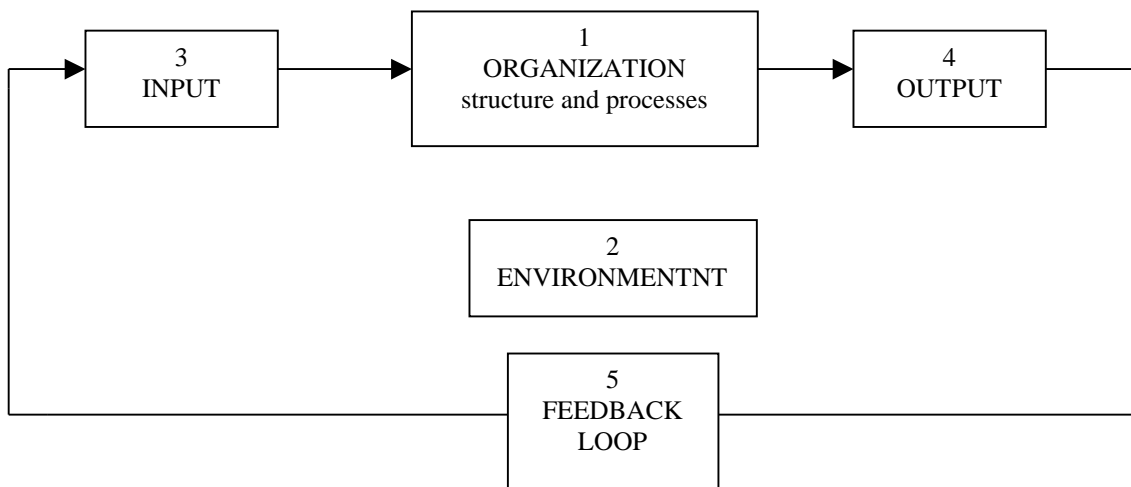 3
INPUT
1
ORGANIZATION
structure and processes
4
OUTPUT
2
ENVIRONMENTNT
5
FEEDBACK
LOOP